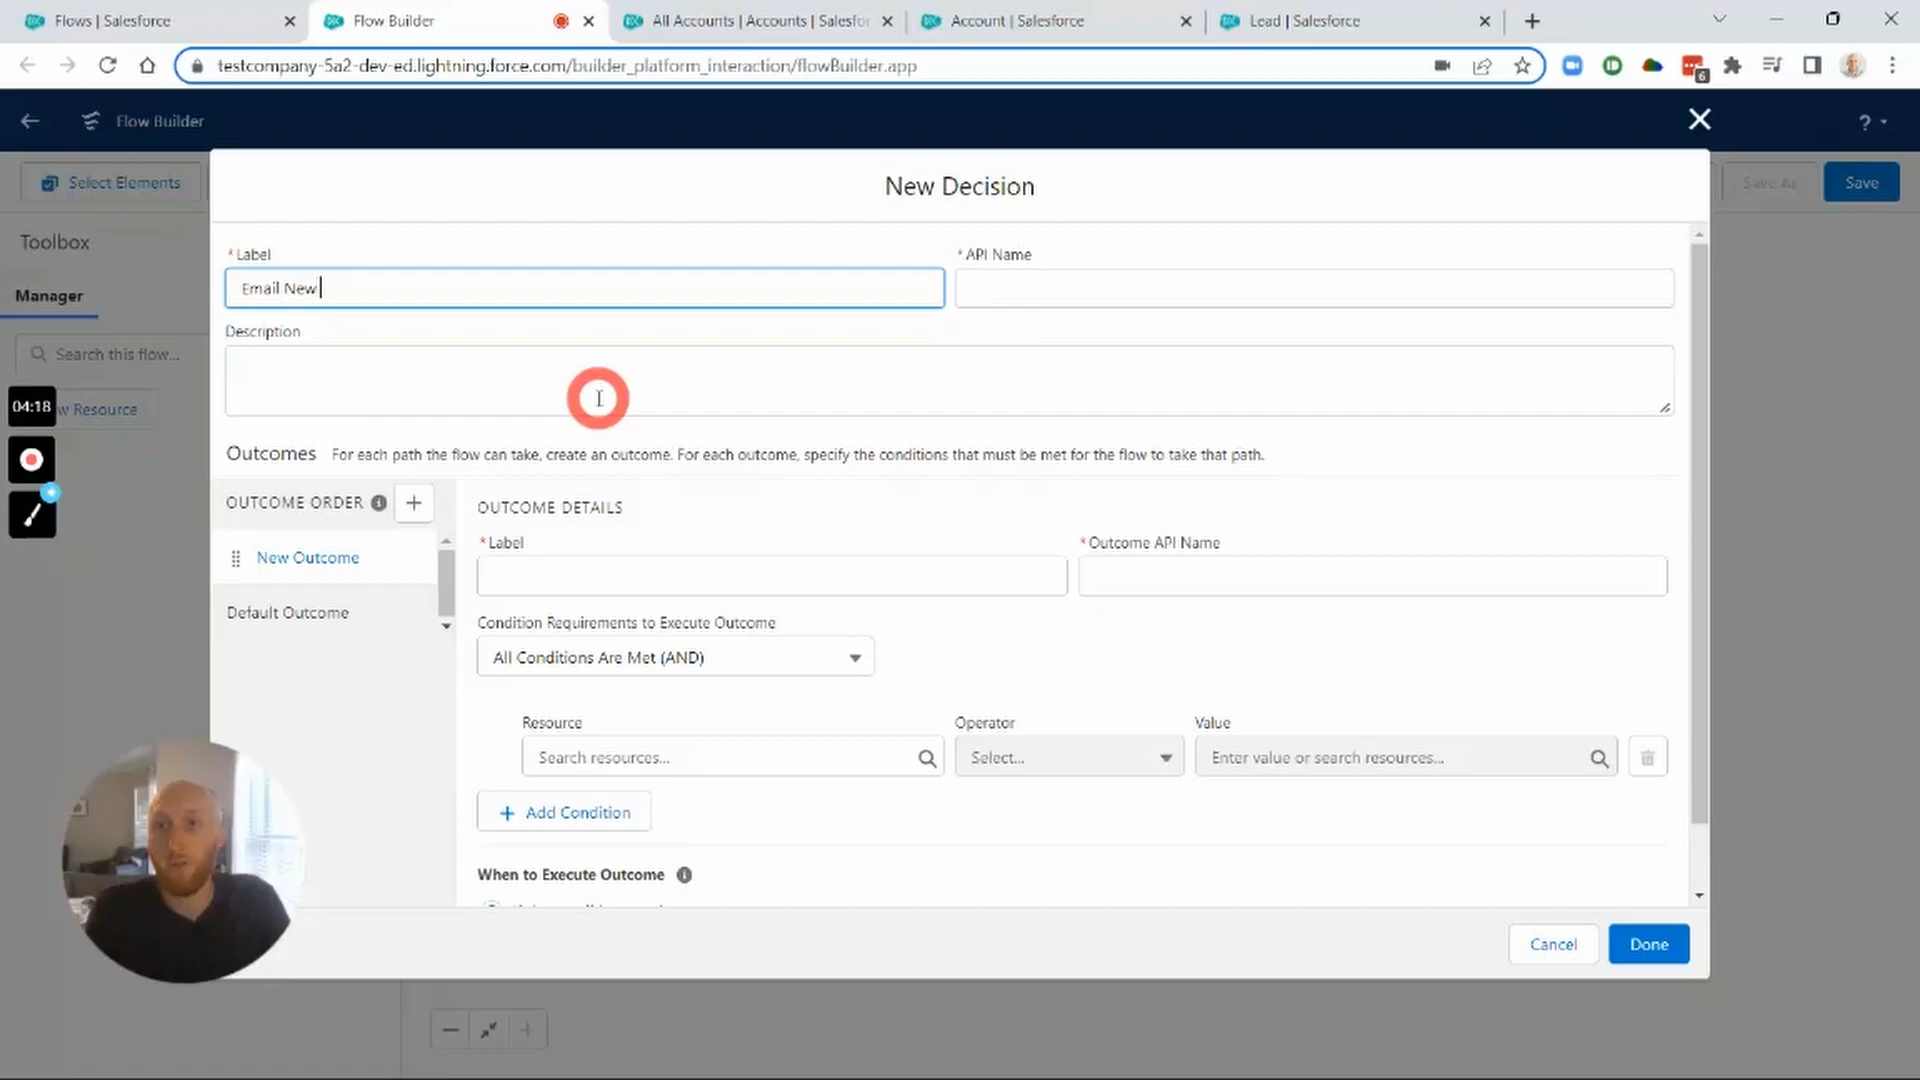 Flows | Salesforce
Flow Builder
All Accounts | Accounts | Salesfor
Account | Salesforce
Lead | Salesforce
testcompany-5a2-dev-ed.lightning.force.com/builder_platform_interaction/flowBuilder.app
6
Flow Builder
?
Select Elements
New Decision
Save As
Save
Toolbox
* Label
* API Name
Manager
Email New
Description
Search this flow...
04:18
w Resource
Outcomes For each path the flow can take, create an outcome. For each outcome, specify the conditions that must be met for the flow to take that path.
OUTCOME ORDER
OUTCOME DETAILS
* Label
* Outcome API Name
New Outcome
Default Outcome
Condition Requirements to Execute Outcome
All Conditions Are Met (AND)
Resource
Operator
Value
Search resources...
Select...
Enter value or search resources...
+ Add Condition
When to Execute Outcome
Cancel
Done